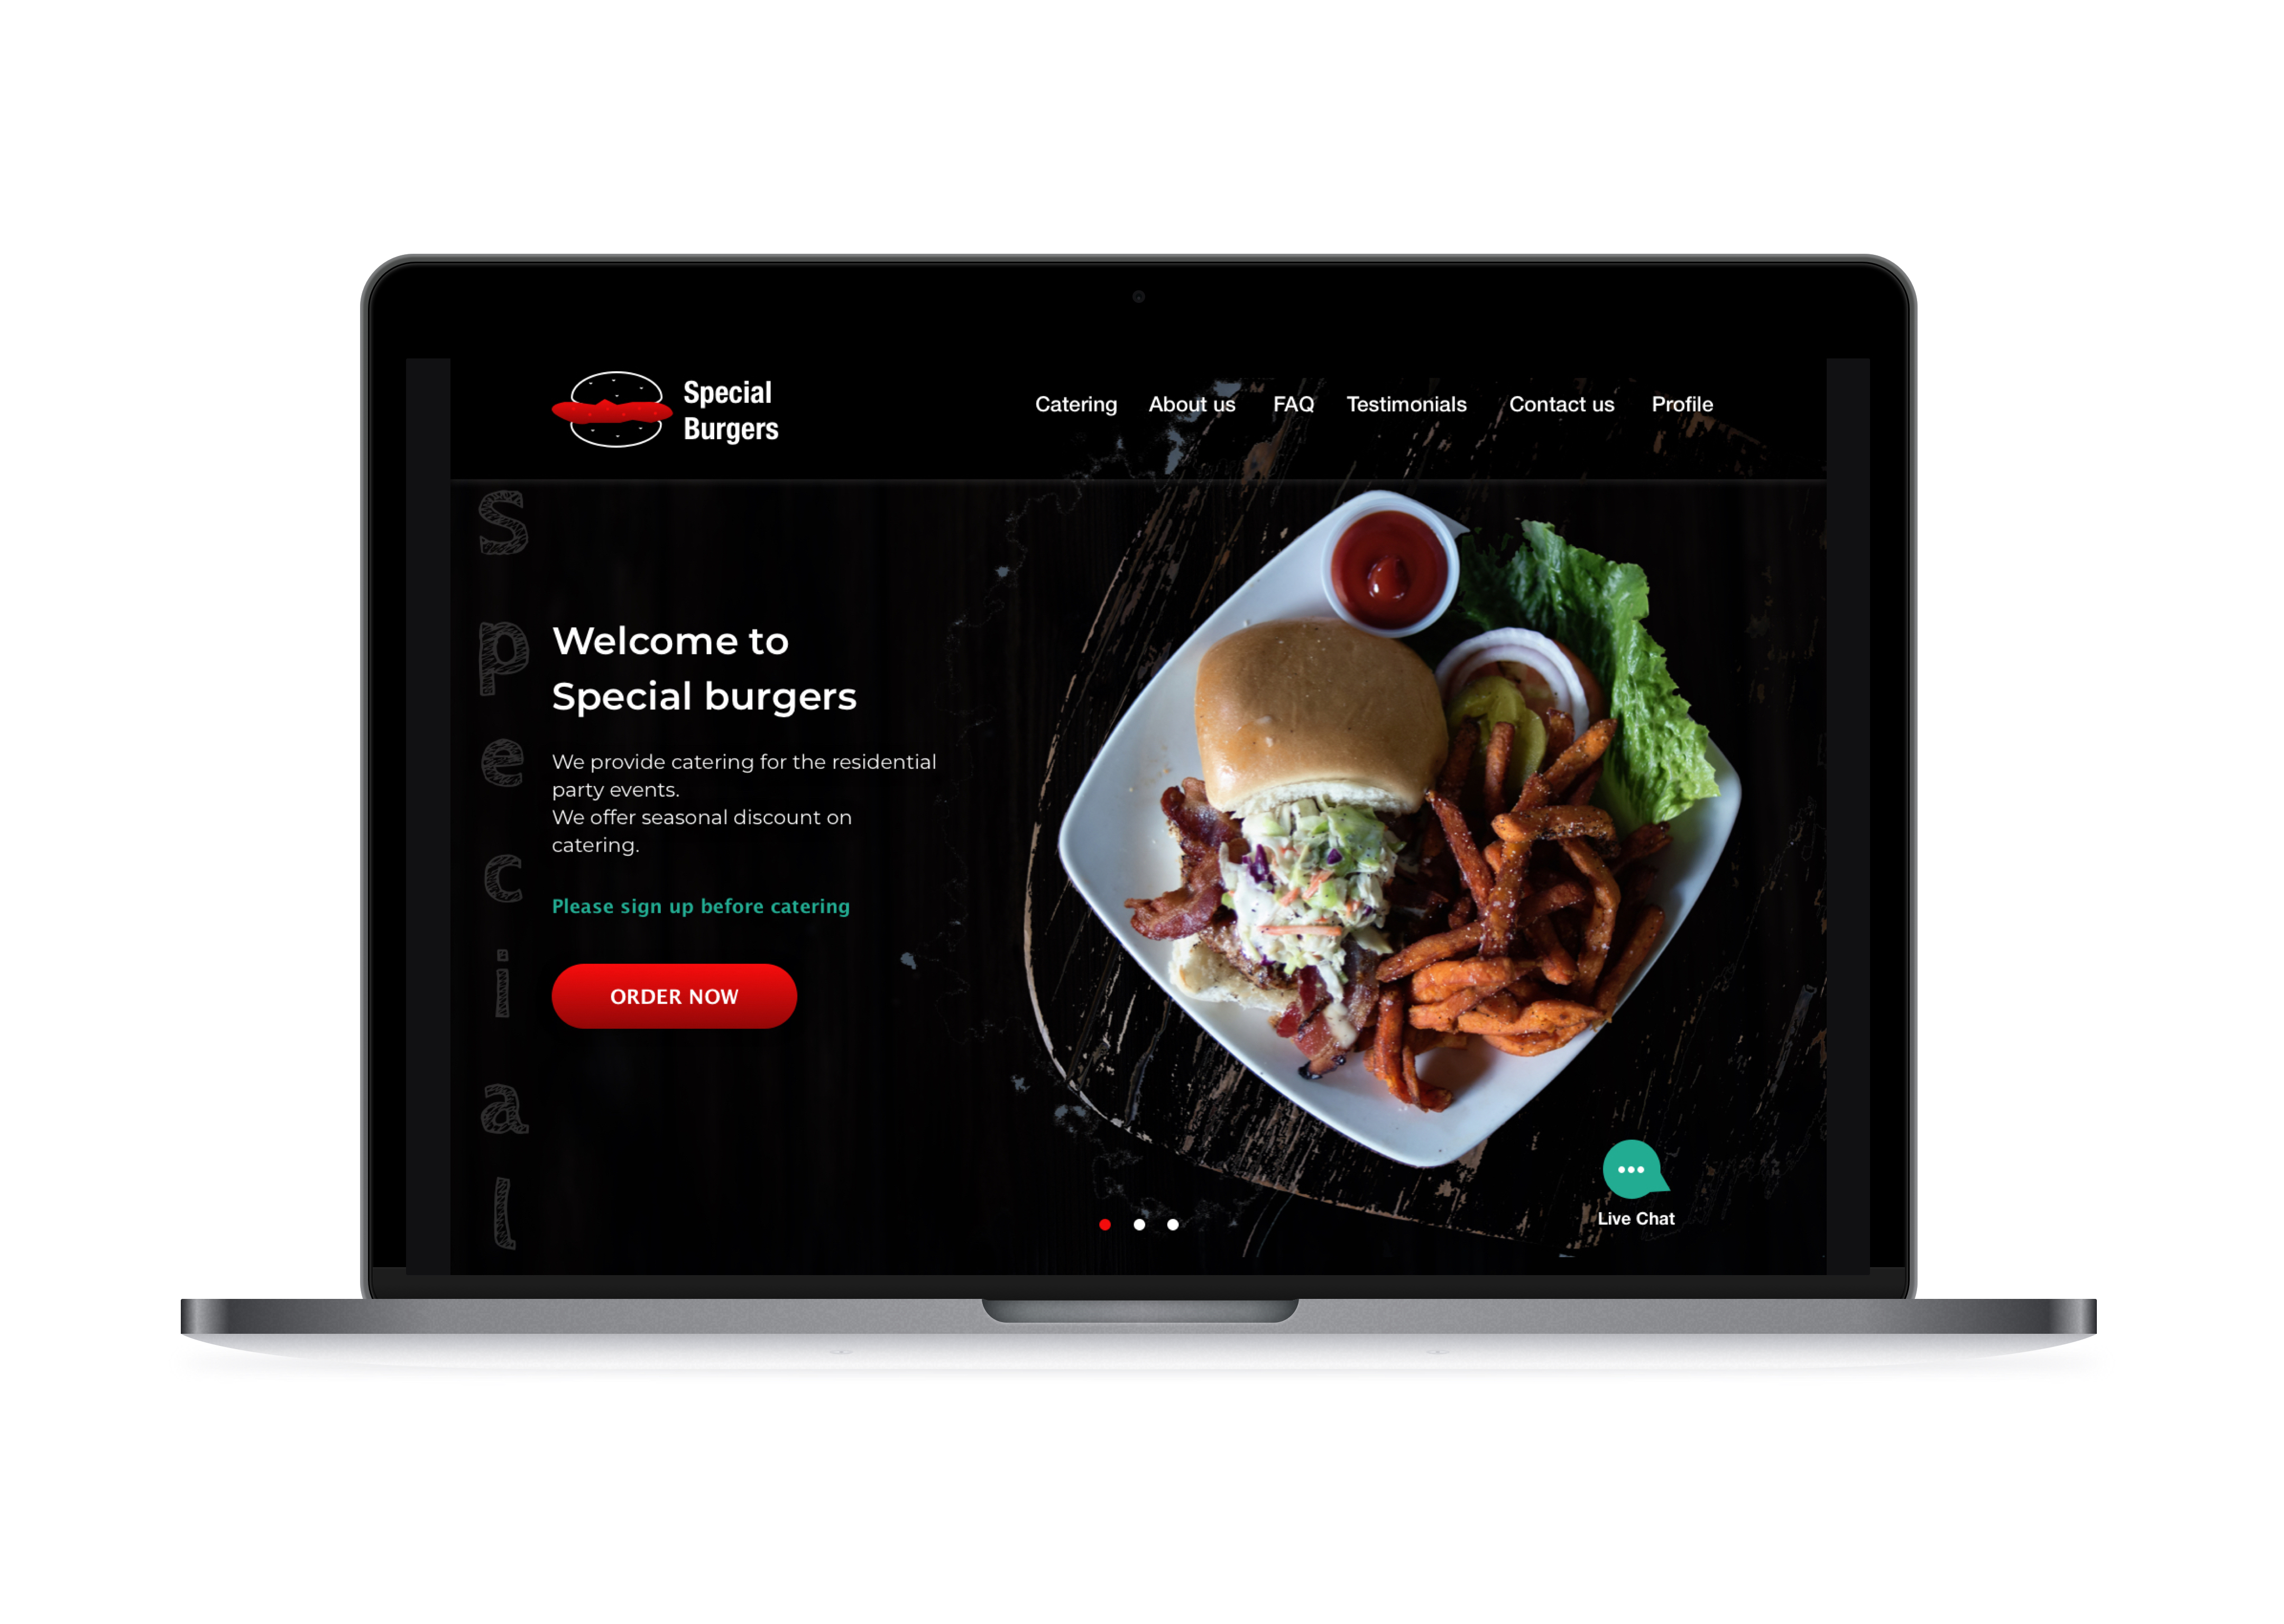 Special
Burgers
Catering About us FAQ Testimonials Contact us Profile
Special
Welcome to
Special burgers
We provide catering for the residential
party events.
We offer seasonal discount on
catering.
Please sign up before catering
ORDER NOW
Live Chat